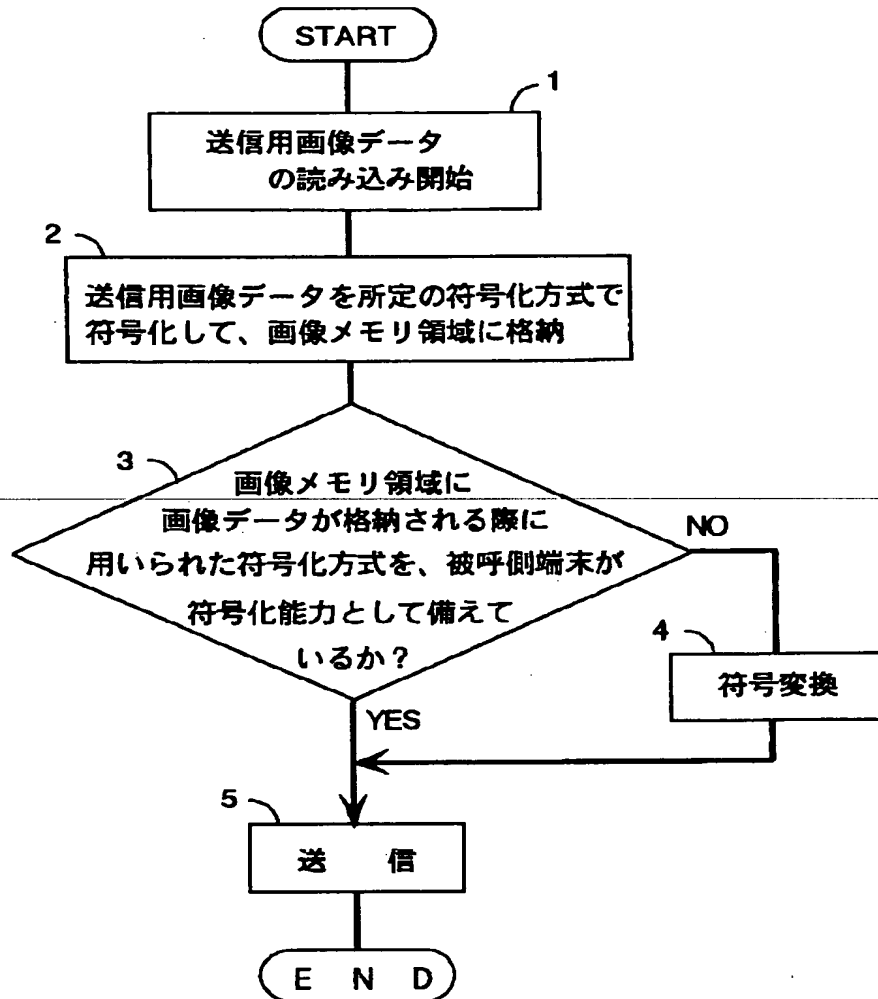 START
1
送信用画像データ
の読み込み開始
2
送信用画像データを所定の符号化方式で
符号化して、画像メモリ領域に格納
3
画像メモリ領域に
画像データが格納される際に
用いられた符号化方式を、被呼側端末が
符号化能力として備えて
いるか?
NO
4
符号変換
YES
5
送 信
E N D